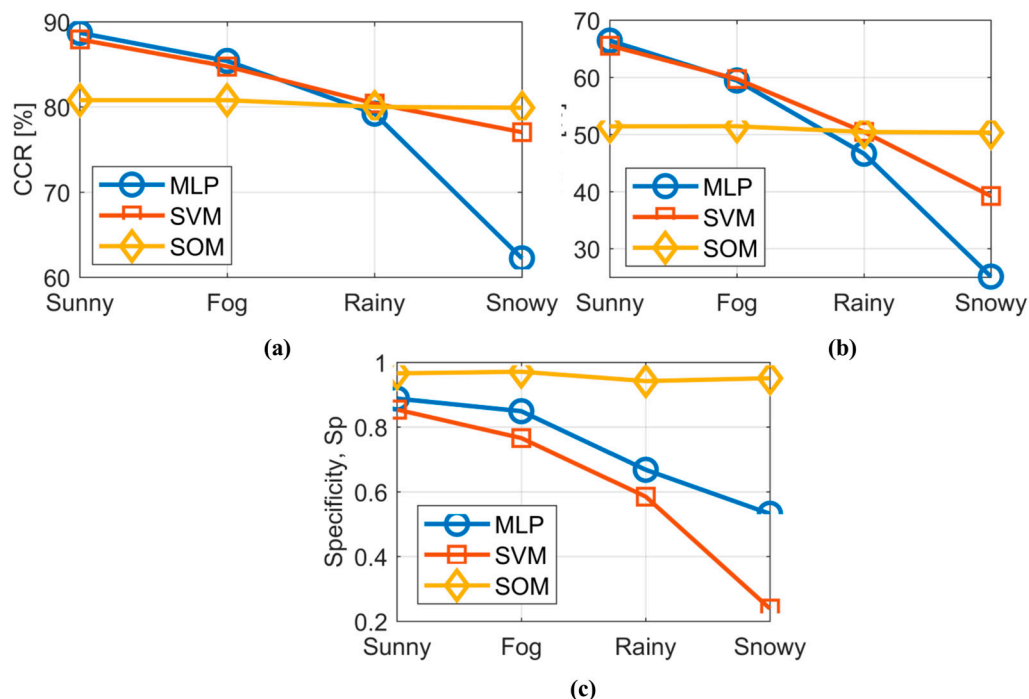 90
80
70
60
CCR [%]
MLP
SVM
SOM
Sunny Fog Rainy Snowy
(a)
70
60
50
40
30
MLP
SVM
SOM
Sunny Fog Rainy Snowy
(b)
1
0.8
0.6
0.4
0.2
Specificity, Sp
MLP
SVM
SOM
Sunny Fog Rainy Snowy
(c)